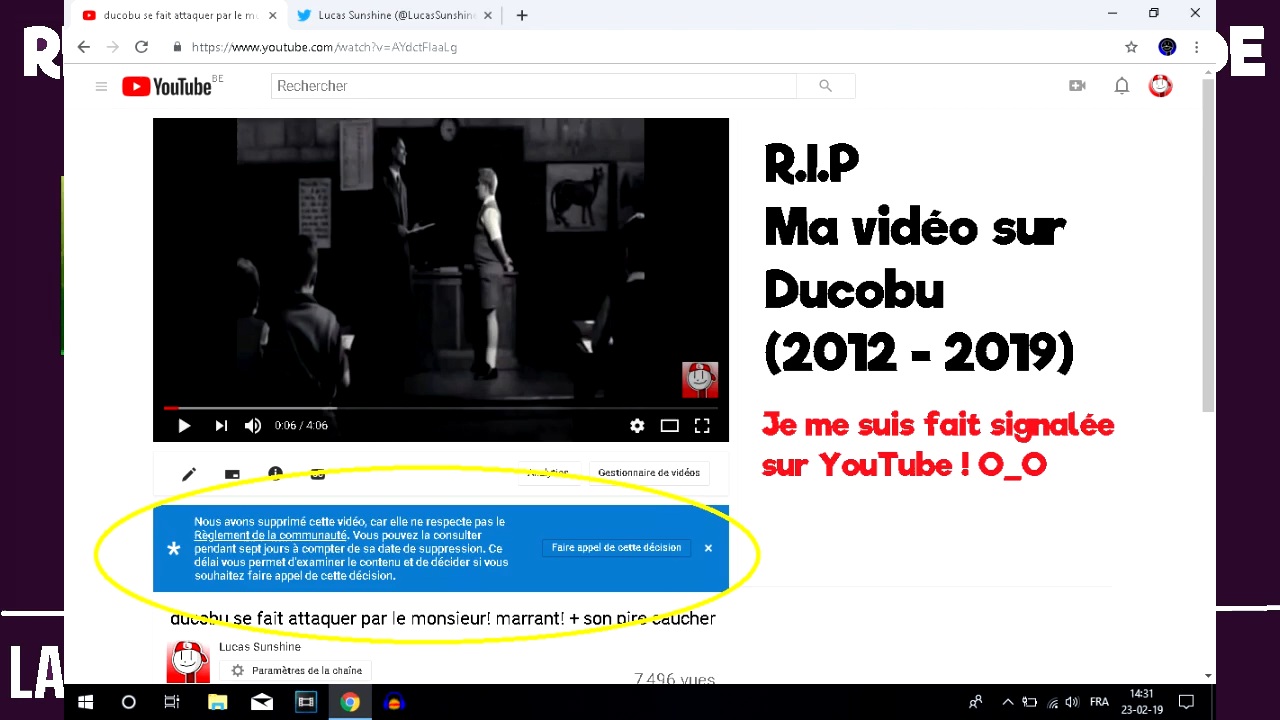 ducobu se fait attaquer par le m
Lucas Sunshine (@LucasSunshine
https://www.youtube.com/watch?v=AYdctFIaaLg
YouTube BE
Rechercher
R.I.P
Ma vidéo sur
Ducobu
(2012 - 2019)
Je me suis fait signalée
sur YouTube ! O_O
0:06 / 4:06
Gestionnaire de vidéos
Nous avons supprimé cette vidéo, car elle ne respecte pas le
Règlement de la communauté. Vous pouvez la consulter
pendant sept jours à compter de sa date de suppression. Ce
délai vous permet d'examiner le contenu et de décider si vous
souhaitez faire appel de cette décision.
Faire appel de cette décision
ducobu se fait attaquer par le monsieur! marrant! + son pire caucher
Lucas Sunshine
Paramètres de la chaîne
7 496 vues
LA
FRA
14:31
23-02-19